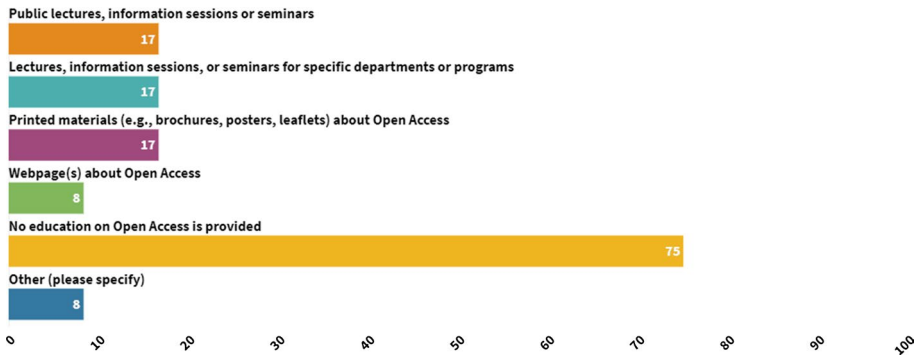 Public lectures, information sessions or seminars
17
Lectures, information sessions, or seminars for specific departments or programs
17
Printed materials (e.g., brochures, posters, leaflets) about Open Access
17
Webpage(s) about Open Access
8
No education on Open Access is provided
75
Other (please specify)
8
0 10 20 30 40 50 60 70 80 90 100